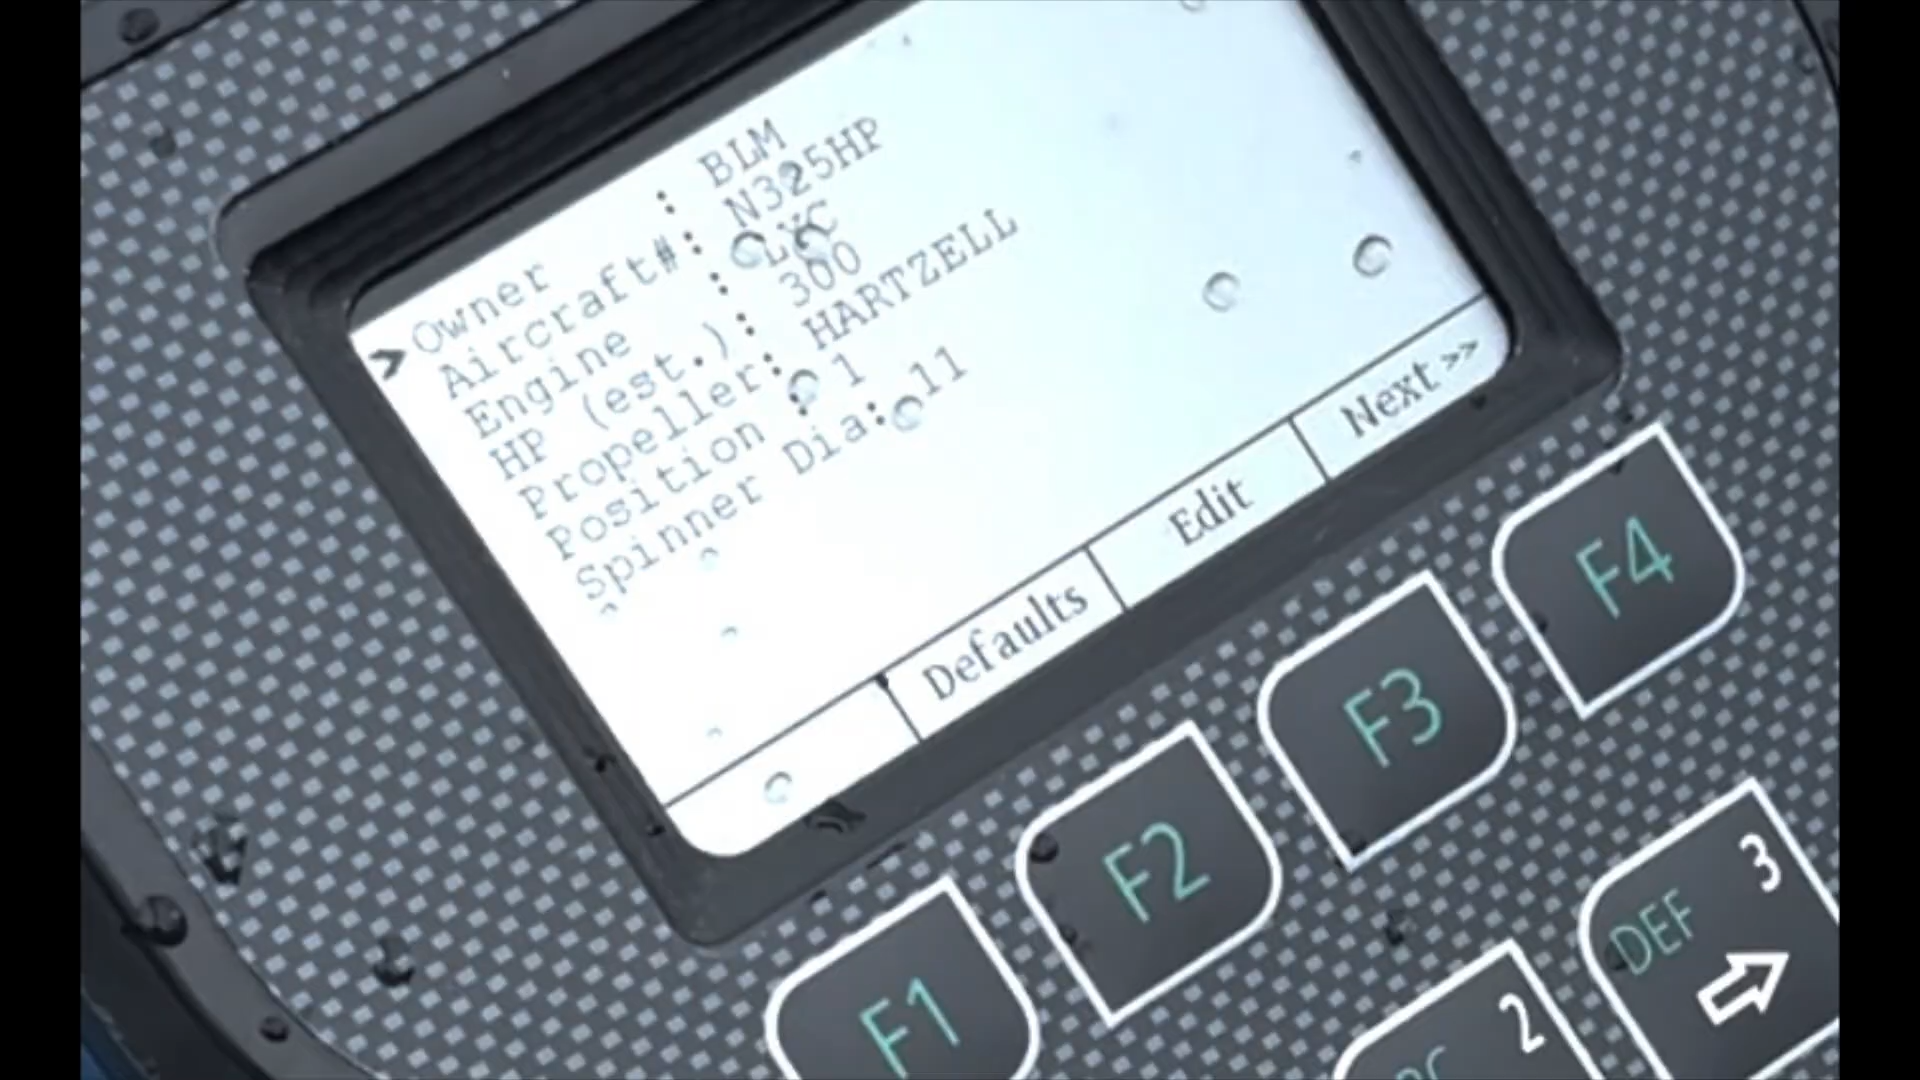 > Owner : BLM
Aircraft#: N325HP
Engine : LYC
HP (est.) : 300
Propeller: HARTZELL
Position : 1
Spinner Dia: 11
Defaults Edit Next >>
F1 F2 F3 F4
2 DEF 3